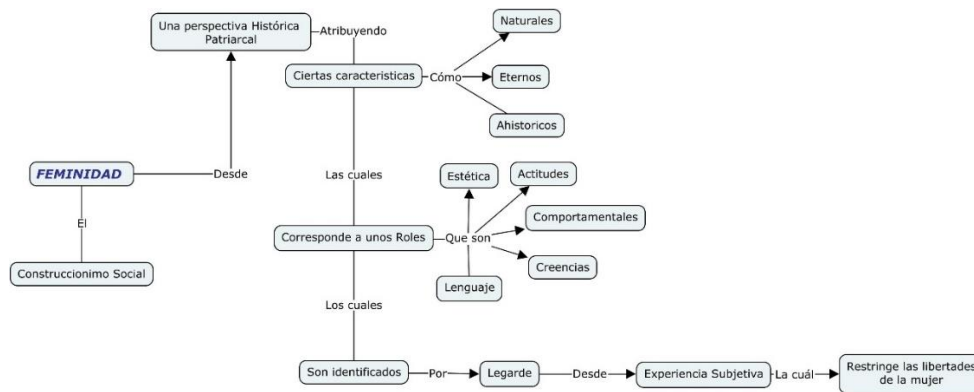 Una perspectiva Histórica
Patriarcal
Atribuyendo
Naturales
Ciertas caracteristicas
Cómo
Eternos
Ahistoricos
FEMINIDAD
Desde
Las cuales
Estética
Actitudes
El
Comportamentales
Corresponde a unos Roles
Que son
Creencias
Construccionimo Social
Lenguaje
Los cuales
Son identificados
Por
Legarde
Desde
Experiencia Subjetiva
La cuál
Restringe las libertades
de la mujer